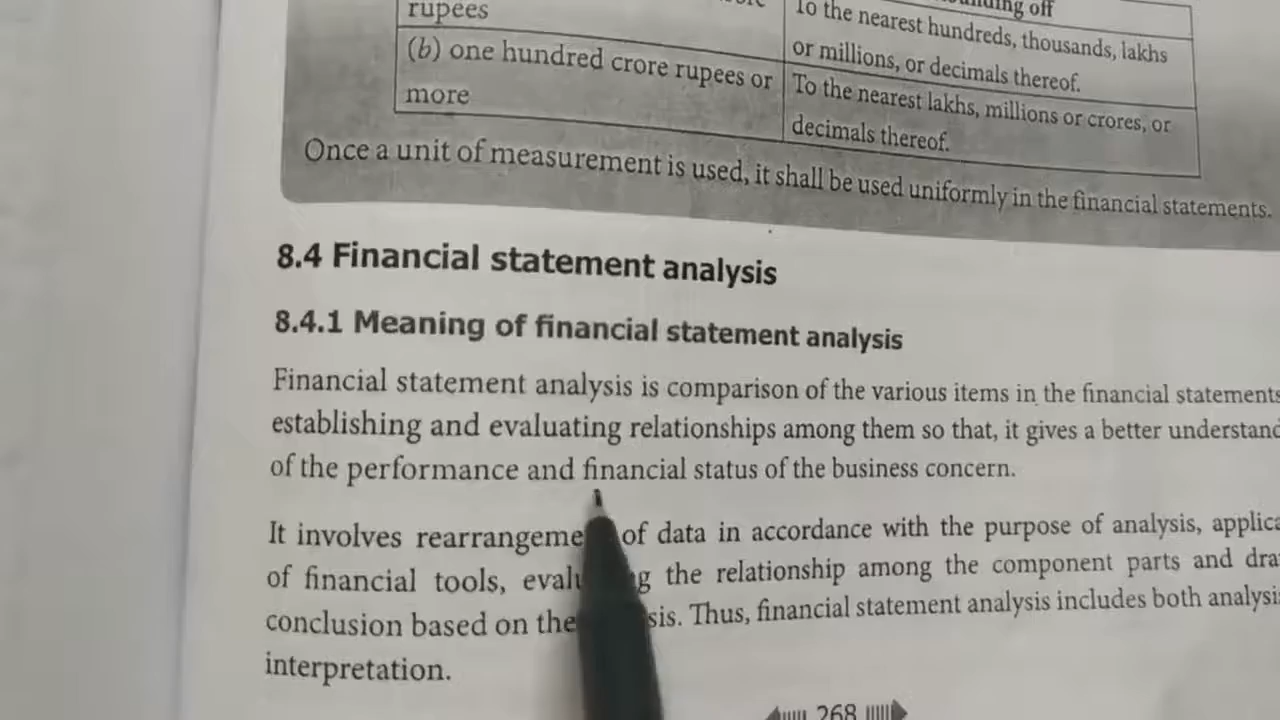 rupees
off
To the nearest hundreds, thousands, lakhs
or millions, or decimals thereof.
(b) one hundred crore rupees or
more
To the nearest lakhs, millions or crores, or
decimals thereof.
Once a unit of measurement is used, it shall be used uniformly in the financial statements.
8.4 Financial statement analysis
8.4.1 Meaning of financial statement analysis
Financial statement analysis is comparison of the various items in the financial statements
establishing and evaluating relationships among them so that, it gives a better understand
of the performance and financial status of the business concern.
It involves rearrangeme of data in accordance with the purpose of analysis, applica
of financial tools, evalu g the relationship among the component parts and dra
conclusion based on the sis. Thus, financial statement analysis includes both analysi
interpretation.
268